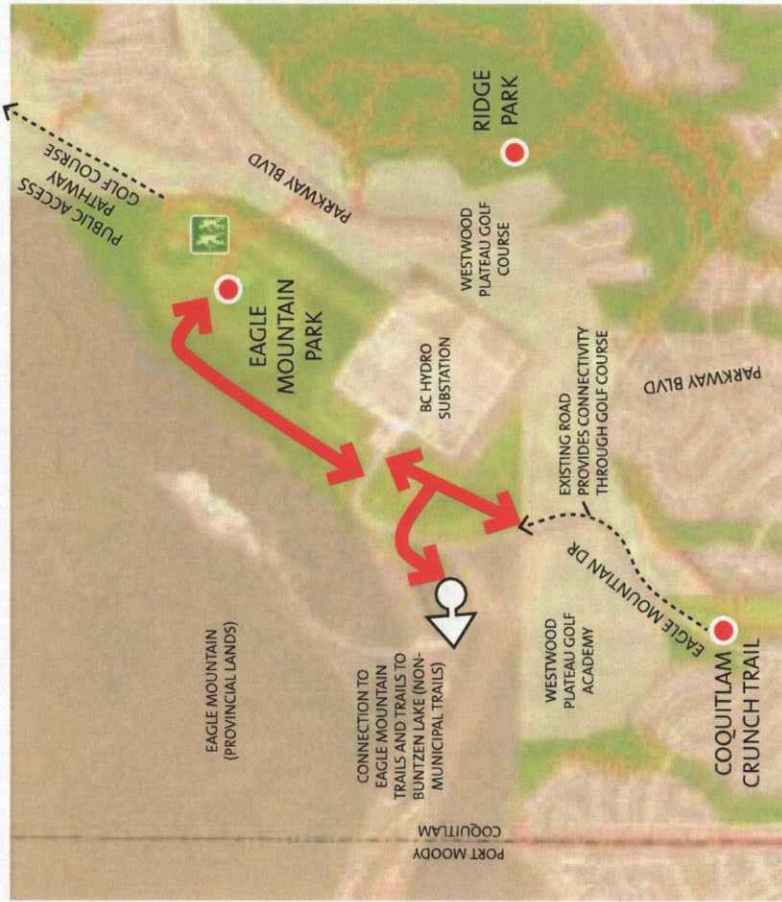 PUBLIC ACCESS
PATHWAY
GOLF COURSE
PARKWAY BLVD
RIDGE
PARK
EAGLE
MOUNTAIN
PARK
WESTWOOD
PLATEAU GOLF
COURSE
BC HYDRO
SUBSTATION
EAGLE MOUNTAIN
(PROVINCIAL LANDS)
CONNECTION TO
EAGLE MOUNTAIN
TRAILS AND TRAILS TO
BUNTZEN LAKE (NON-
MUNICIPAL TRAILS)
EXISTING ROAD
PROVIDES CONNECTIVITY
THROUGH GOLF COURSE
PARKWAY BLVD
EAGLE MOUNTIAN DR
WESTWOOD
PLATEAU GOLF
ACADEMY
COQUITLAM
CRUNCH TRAIL
PORT MOODY
COQUITLAM